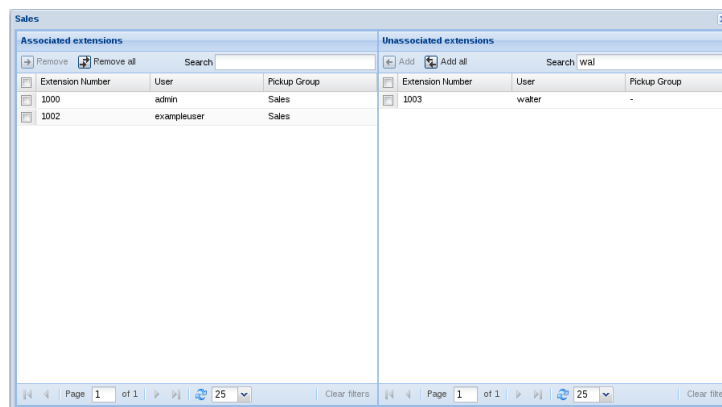 Sales
Associated extensions
Remove Remove all Search
Extension Number User Pickup Group
1000 admin Sales
1002 exampleuser Sales
Page 1 of 1 25 Clear filters
Unassociated extensions
Add Add all Search wal
Extension Number User Pickup Group
1003 walter -
Page 1 of 1 25 Clear filte